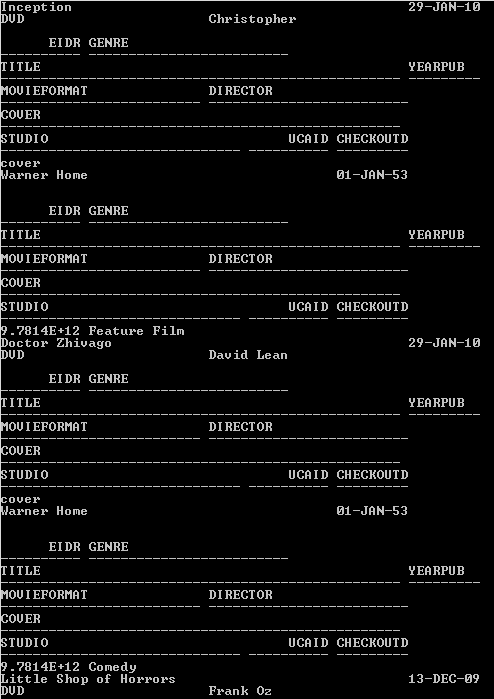 Inception 29-JAN-10
DVD Christopher
EIDR GENRE
TITLE YEARPUB
MOVIEFORMAT DIRECTOR
COVER
STUDIO UCAID CHECKOUTD
cover
Warner Home 01-JAN-53
EIDR GENRE
TITLE YEARPUB
MOVIEFORMAT DIRECTOR
COVER
STUDIO UCAID CHECKOUTD
9.7814E+12 Feature Film
Doctor Zhivago 29-JAN-10
DVD David Lean
EIDR GENRE
TITLE YEARPUB
MOVIEFORMAT DIRECTOR
COVER
STUDIO UCAID CHECKOUTD
cover
Warner Home 01-JAN-53
EIDR GENRE
TITLE YEARPUB
MOVIEFORMAT DIRECTOR
COVER
STUDIO UCAID CHECKOUTD
9.7814E+12 Comedy
Little Shop of Horrors 13-DEC-09
DVD Frank Oz